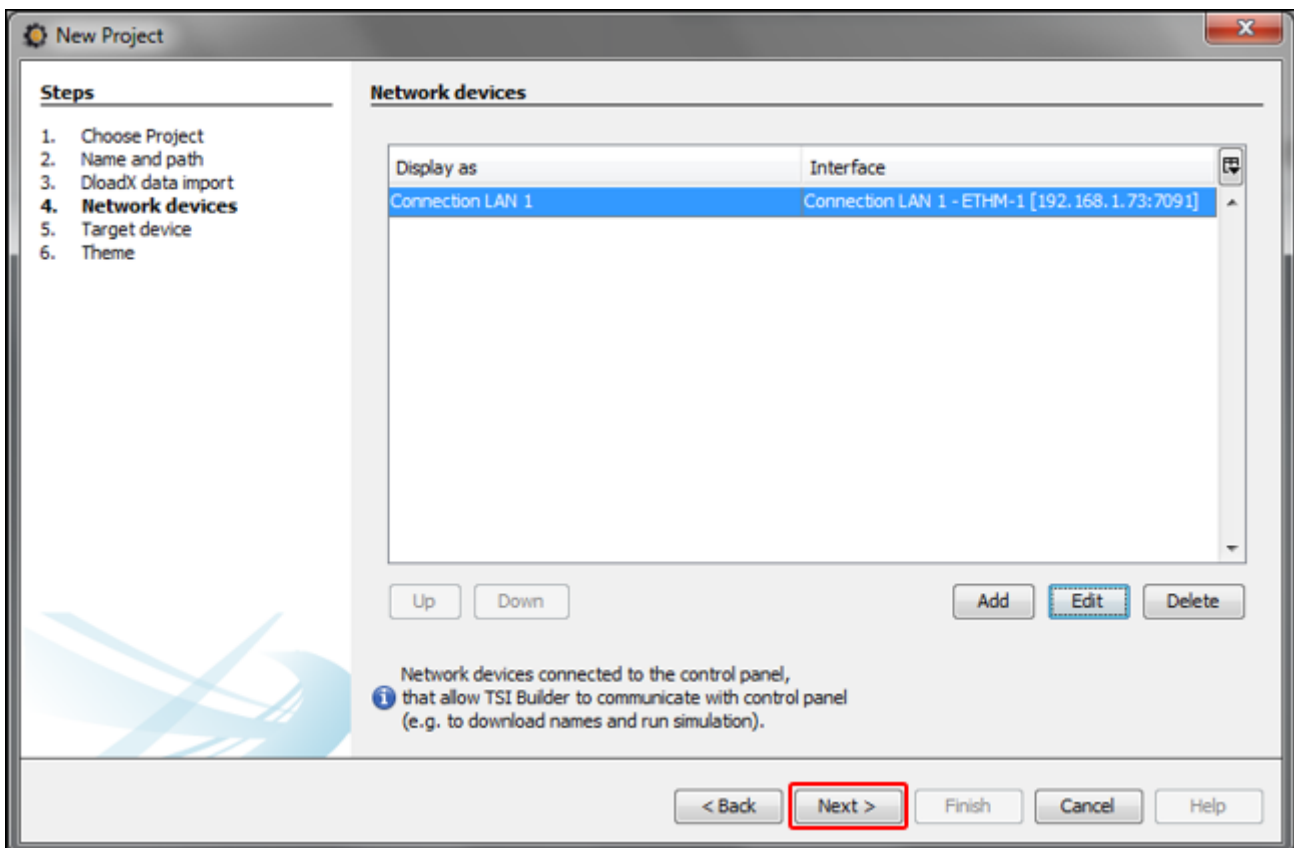 New Project
Steps
1. Choose Project
2. Name and path
3. DloadX data import
4. Network devices
5. Target device
6. Theme
Network devices
Display as Interface
Connection LAN 1 Connection LAN 1 - ETHM-1 [192.168.1.73:7091]
Up Down Add Edit Delete
Network devices connected to the control panel,
that allow TSI Builder to communicate with control panel
(e.g. to download names and run simulation).
< Back Next > Finish Cancel Help